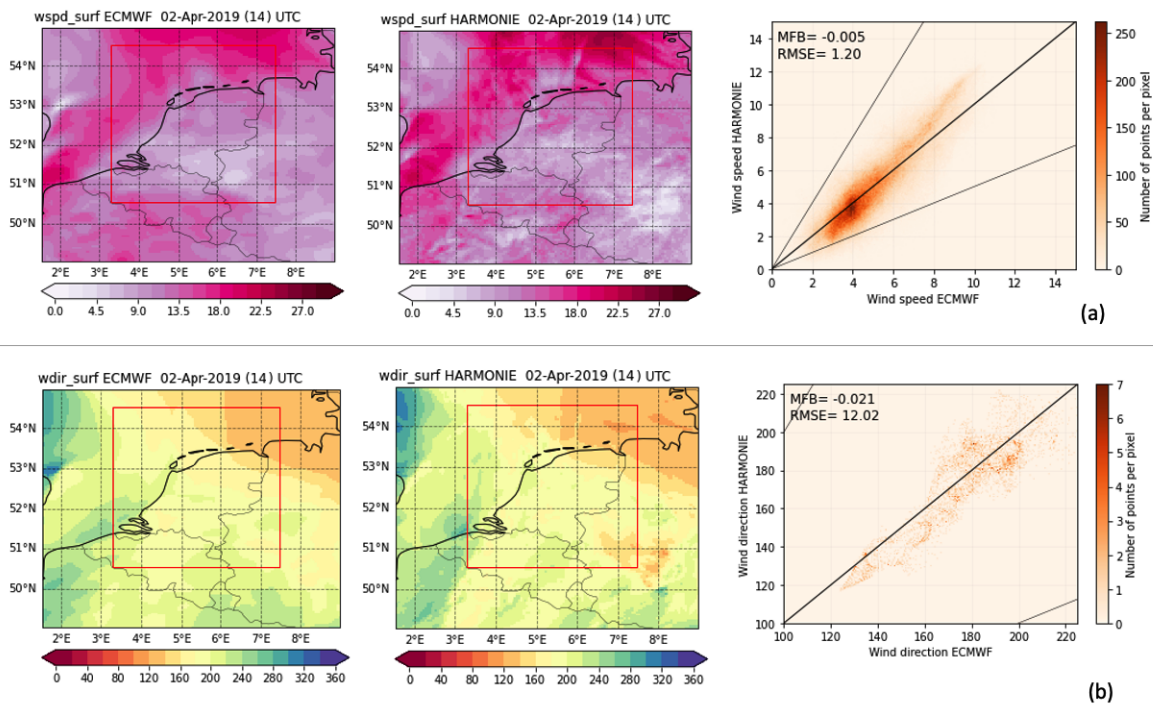 wspd_surf ECMWF 02-Apr-2019 (14) UTC
54°N
53°N
52°N
51°N
50°N
2°E 3°E 4°E 5°E 6°E 7°E 8°E
0.0 4.5 9.0 13.5 18.0 22.5 27.0
wspd_surf HARMONIE 02-Apr-2019 (14) UTC
54°N
53°N
52°N
51°N
50°N
2°E 3°E 4°E 5°E 6°E 7°E 8°E
0.0 4.5 9.0 13.5 18.0 22.5 27.0
MFB= -0.005
RMSE= 1.20
Wind speed HARMONIE
14
12
10
8
6
4
2
0
0 2 4 6 8 10 12 14
Wind speed ECMWF
250
200
150
100
50
0
Number of points per pixel
(a)
wdir_surf ECMWF 02-Apr-2019 (14) UTC
54°N
53°N
52°N
51°N
50°N
2°E 3°E 4°E 5°E 6°E 7°E 8°E
0 40 80 120 160 200 240 280 320 360
wdir_surf HARMONIE 02-Apr-2019 (14) UTC
54°N
53°N
52°N
51°N
50°N
2°E 3°E 4°E 5°E 6°E 7°E 8°E
0 40 80 120 160 200 240 280 320 360
MFB= -0.021
RMSE= 12.02
Wind direction HARMONIE
220
200
180
160
140
120
100
100 120 140 160 180 200 220
Wind direction ECMWF
7
6
5
4
3
2
1
0
Number of points per pixel
(b)